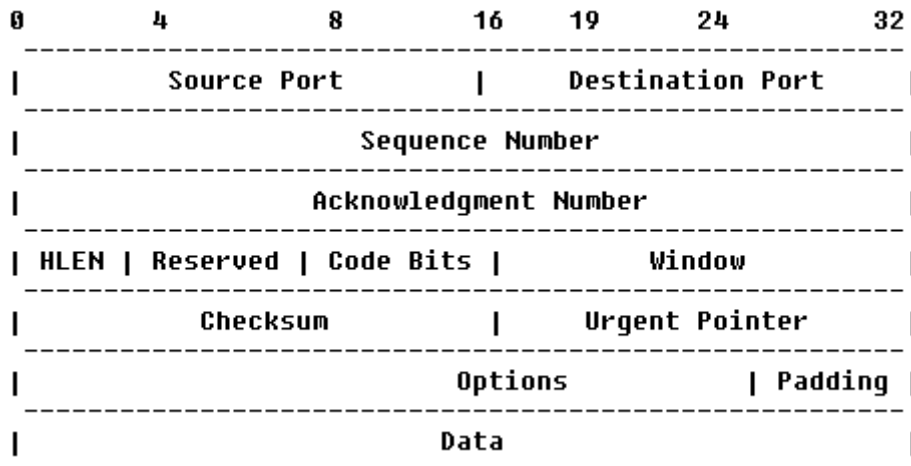 0 4 8 16 19 24 32
| Source Port | Destination Port |
| Sequence Number |
| Acknowledgment Number |
| HLEN | Reserved | Code Bits | Window |
| Checksum | Urgent Pointer |
| Options | Padding |
| Data |